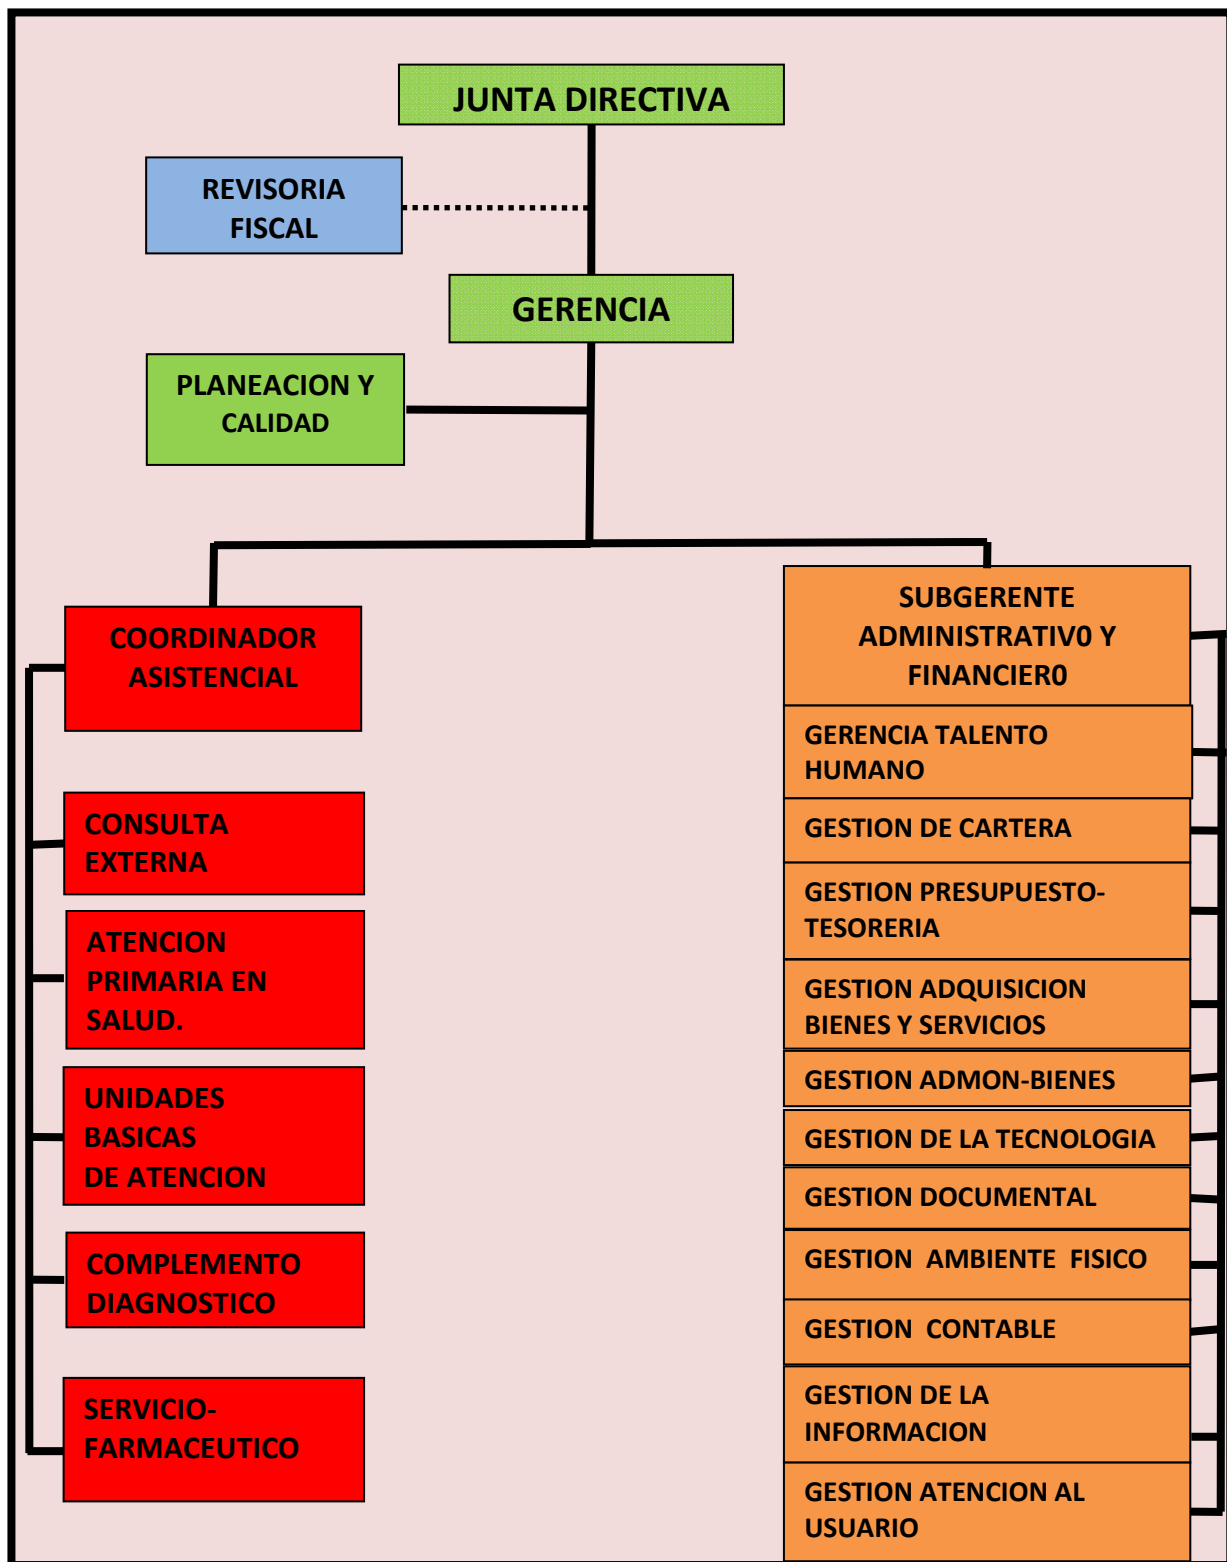 JUNTA DIRECTIVA
REVISORIA
FISCAL
GERENCIA
PLANEACION Y
CALIDAD
COORDINADOR
ASISTENCIAL
CONSULTA
EXTERNA
ATENCION
PRIMARIA EN
SALUD.
UNIDADES
BASICAS
DE ATENCION
COMPLEMENTO
DIAGNOSTICO
SERVICIO-
FARMACEUTICO
SUBGERENTE
ADMINISTRATIV0 Y
FINANCIER0
GERENCIA TALENTO
HUMANO
GESTION DE CARTERA
GESTION PRESUPUESTO-
TESORERIA
GESTION ADQUISICION
BIENES Y SERVICIOS
GESTION ADMON-BIENES
GESTION DE LA TECNOLOGIA
GESTION DOCUMENTAL
GESTION  AMBIENTE  FISICO
GESTION  CONTABLE
GESTION DE LA
INFORMACION
GESTION ATENCION AL
USUARIO